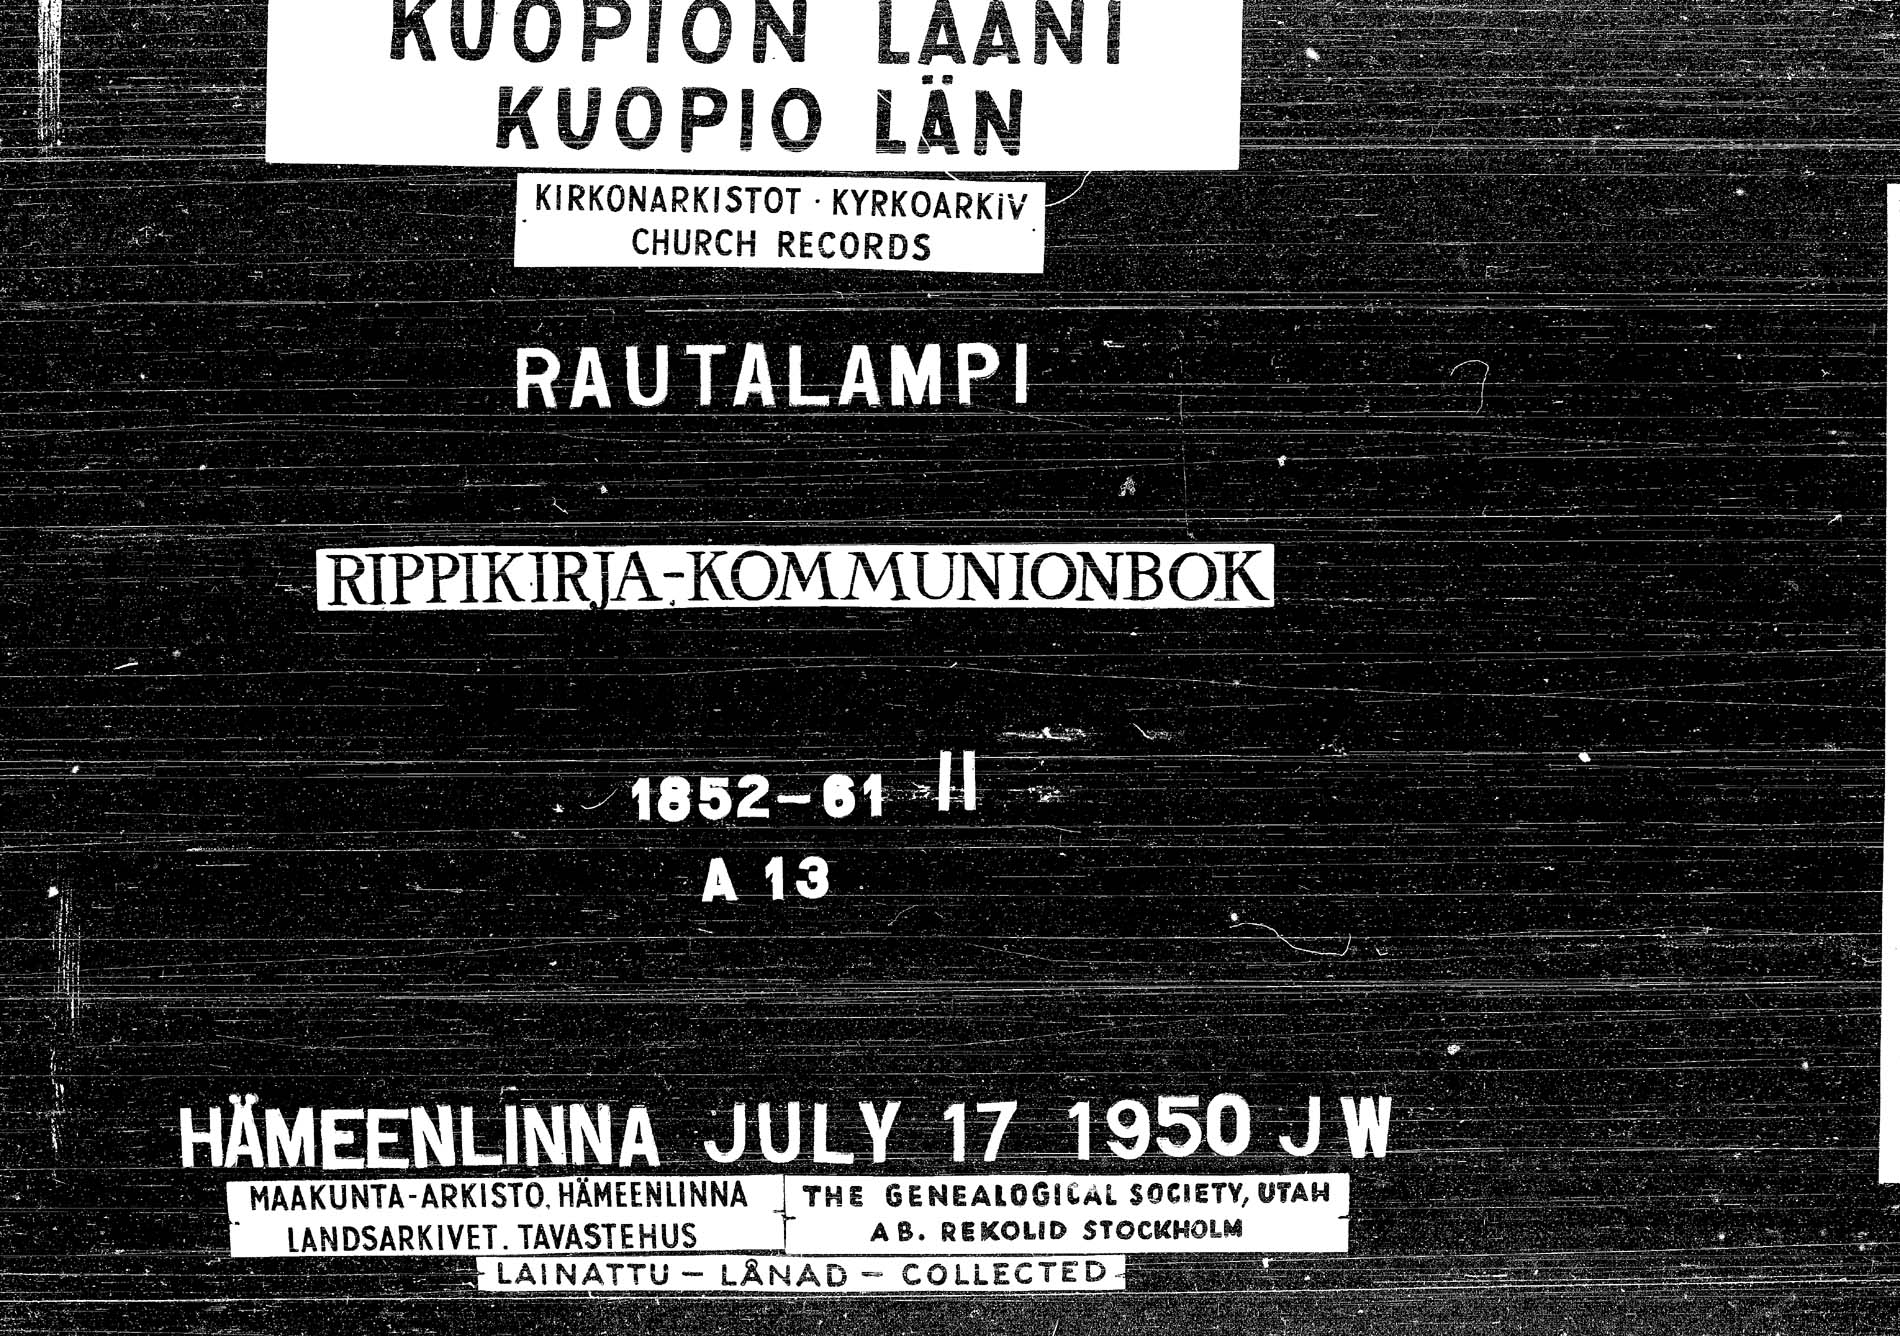 KUOPION LÄÄNI
KUOPIO LÄN
KIRKONARKISTOT · KYRKOARKIV
CHURCH RECORDS
RAUTALAMPI
RIPPIKIRJA-KOMMUNIONBOK
1852-61 II
A 13
HÄMEENLINNA JULY 17 1950 JW
MAAKUNTA-ARKISTO, HÄMEENLINNA
LANDSARKIVET. TAVASTEHUS
THE GENEALOGICAL SOCIETY, UTAH
AB. REKOLID STOCKHOLM
LAINATTU – LÅNAD – COLLECTED